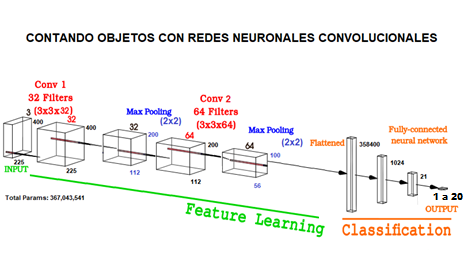 CONTANDO OBJETOS CON REDES NEURONALES CONVOLUCIONALES
Conv 1
32 Filters
(3x3x32)
3
400
225
INPUT
32
400
225
Max Pooling
(2x2)
32
200
112
Conv 2
64 Filters
(3x3x64)
64
200
112
Max Pooling
(2x2)
64
100
56
Flattened
358400
Fully-connected
neural network
1024
21
1 a 20
OUTPUT
Total Params: 367,043,541
Feature Learning
Classification